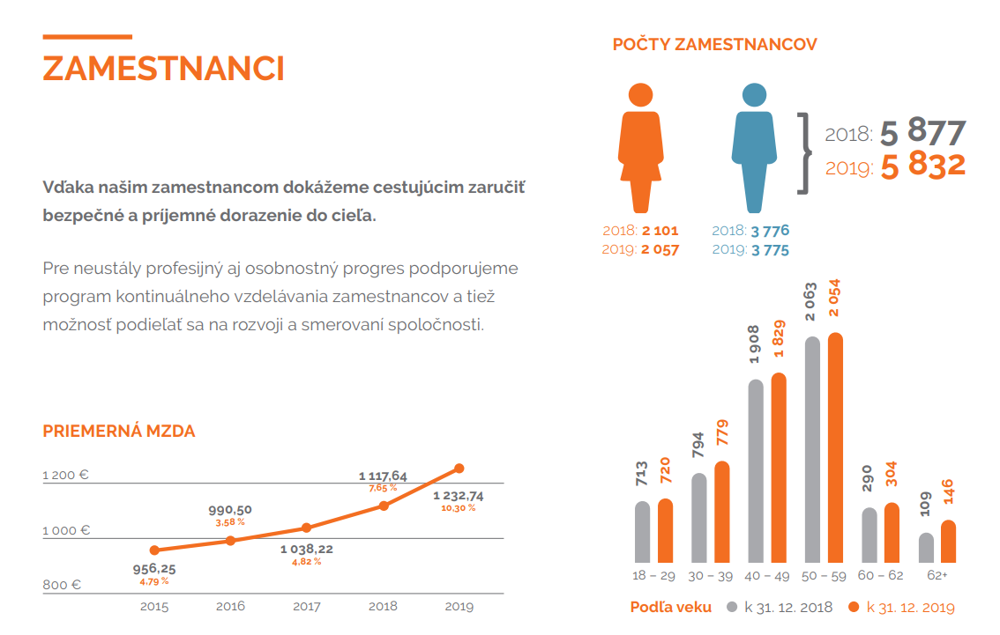 ZAMESTNANCI
Vďaka našim zamestnancom dokážeme cestujúcim zaručiť
bezpečné a príjemné dorazenie do cieľa.
Pre neustály profesijný aj osobnostný progres podporujeme
program kontinuálneho vzdelávania zamestnancov a tiež
možnosť podieľať sa na rozvoji a smerovaní spoločnosti.
PRIEMERNÁ MZDA
1 200 €
1 000 €
800 €
956,25
4,79 %
990,50
3,58 %
1 038,22
4,82 %
1 117,64
7,65 %
1 232,74
10,30 %
2015 2016 2017 2018 2019
POČTY ZAMESTNANCOV
2018: 5 877
2019: 5 832
2018: 2 101
2019: 2 057
2018: 3 776
2019: 3 775
713 720
794 779
1 908 1 829
2 063 2 054
290 304
109 146
18 – 29 30 – 39 40 – 49 50 – 59 60 – 62 62+
Podľa veku k 31. 12. 2018 k 31. 12. 2019